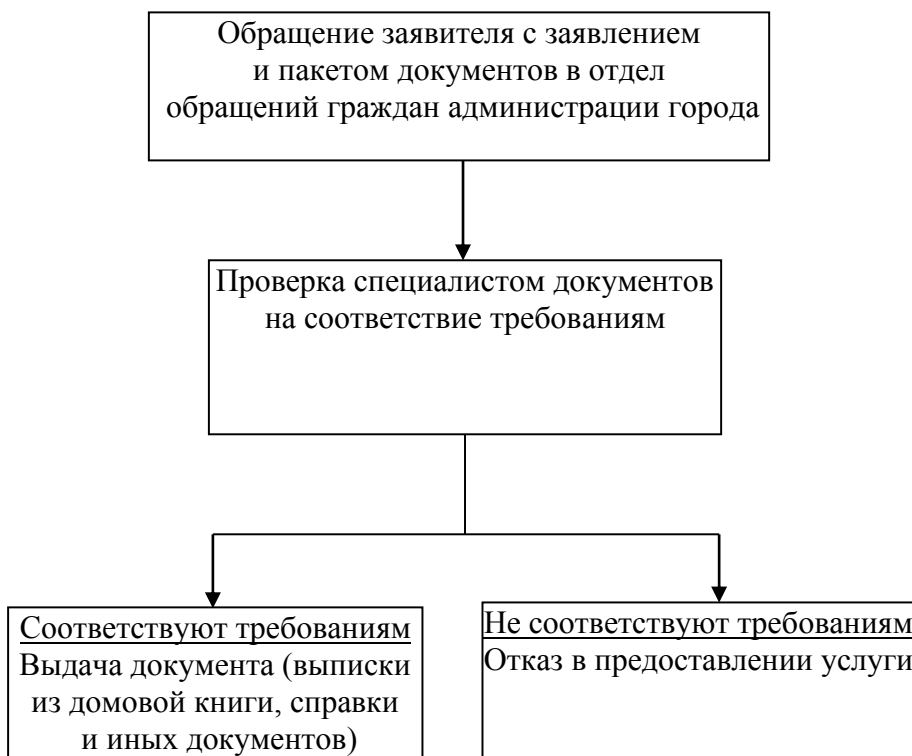 Обращение заявителя с заявлением
и пакетом документов в отдел
обращений граждан администрации города
Проверка специалистом документов
на соответствие требованиям
Соответствуют требованиям
Выдача документа (выписки
из домовой книги, справки
и иных документов)
Не соответствуют требованиям
Отказ в предоставлении услуги